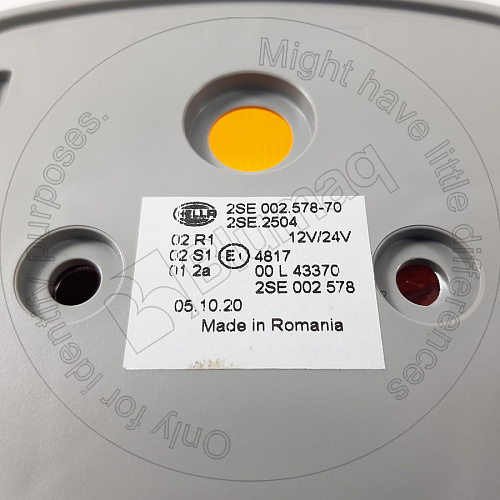 HELLA 2SE 002.578-70
2SE.2504
02 R1 12V/24V
02 S1 E1 4817
01 2a 00 L 43370
2SE 002 578
05.10.20
Made in Romania
Blumaq
Only for identity purposes.
Might have little differences